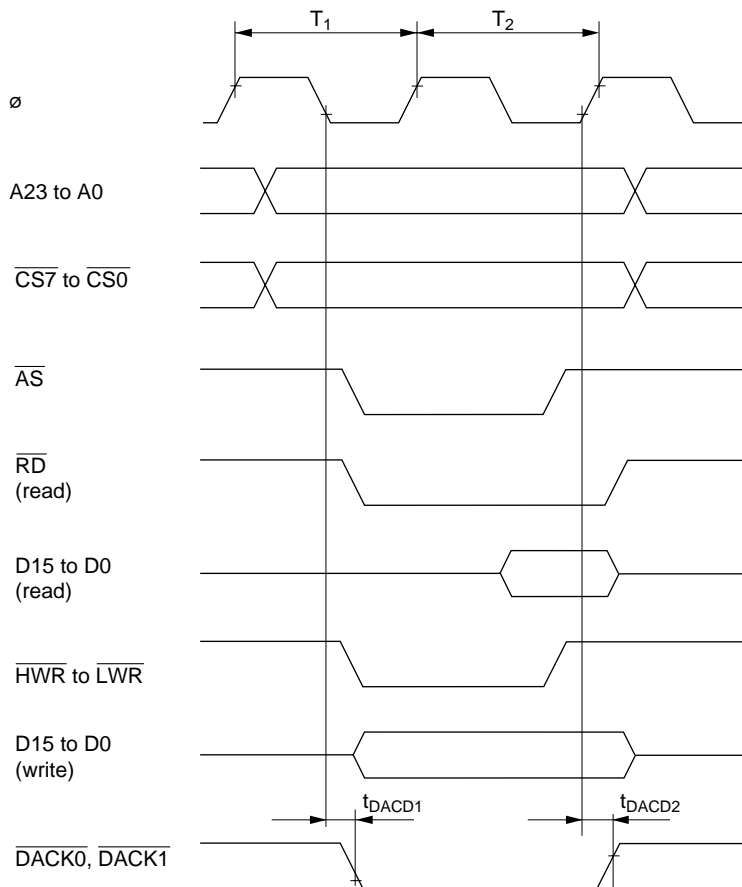 T1 T2
ø
A23 to A0
CS7 to CS0
AS
RD
(read)
D15 to D0
(read)
HWR to LWR
D15 to D0
(write)
tDACD1 tDACD2
DACK0, DACK1